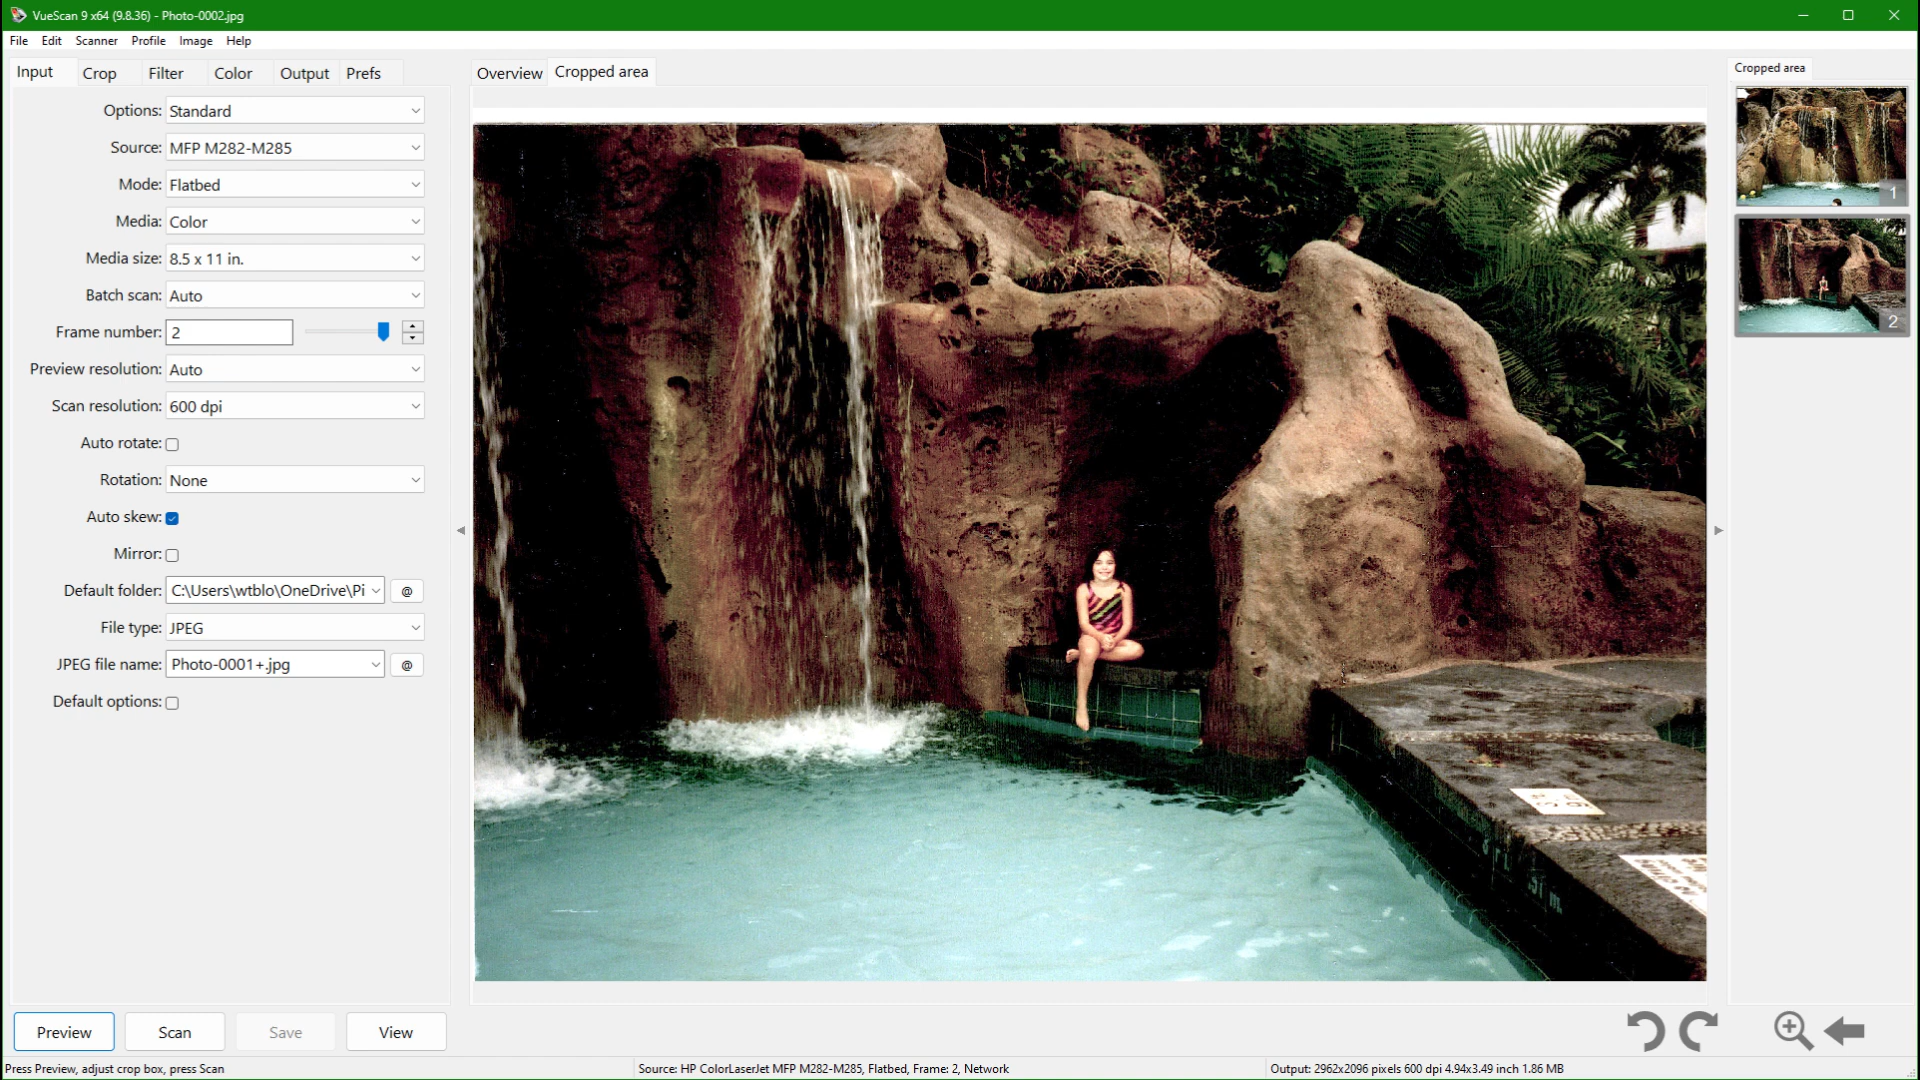 VueScan 9 x64 (9.8.36) - Photo-0002.jpg
File Edit Scanner Profile Image Help
Input Crop Filter Color Output Prefs
Overview Cropped area
Cropped area
Options: Standard
Source: MFP M282-M285
Mode: Flatbed
Media: Color
Media size: 8.5 x 11 in.
Batch scan: Auto
Frame number: 2
Preview resolution: Auto
Scan resolution: 600 dpi
Auto rotate:
Rotation: None
Auto skew:
Mirror:
Default folder: C:\Users\wtblo\OneDrive\Pi @
File type: JPEG
JPEG file name: Photo-0001+.jpg @
Default options:
1
2
Preview Scan Save View
Press Preview, adjust crop box, press Scan
Source: HP ColorLaserJet MFP M282-M285, Flatbed, Frame: 2, Network
Output: 2962x2096 pixels 600 dpi 4.94x3.49 inch 1.86 MB